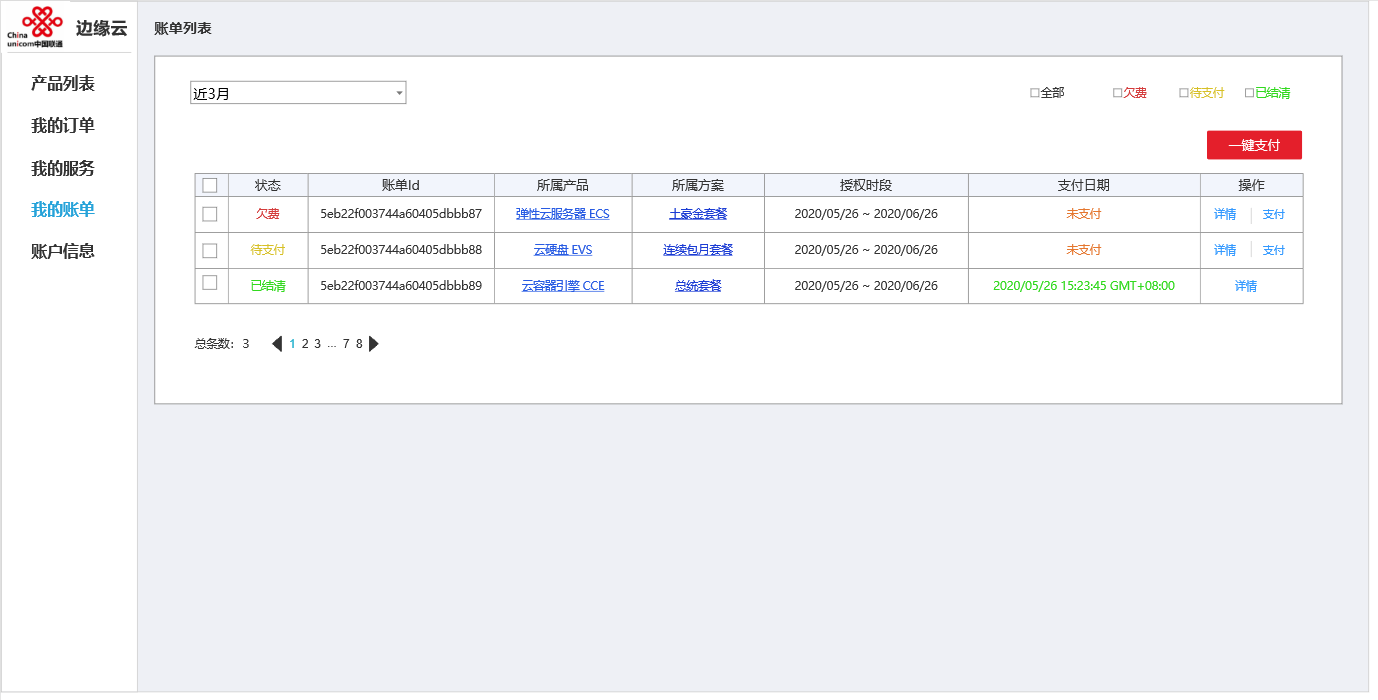 China
unicom中国联通
边缘云
产品列表
我的订单
我的服务
我的账单
账户信息
账单列表
近3月
全部 欠费 待支付 已结清
一键支付
状态 账单Id 所属产品 所属方案 授权时段 支付日期 操作
欠费 5eb22f003744a60405dbbb87 弹性云服务器 ECS 土豪金套餐 2020/05/26 ~ 2020/06/26 未支付 详情 支付
待支付 5eb22f003744a60405dbbb88 云硬盘 EVS 连续包月套餐 2020/05/26 ~ 2020/06/26 未支付 详情 支付
已结清 5eb22f003744a60405dbbb89 云容器引擎 CCE 总统套餐 2020/05/26 ~ 2020/06/26 2020/05/26 15:23:45 GMT+08:00 详情
总条数: 3 1 2 3 ... 7 8